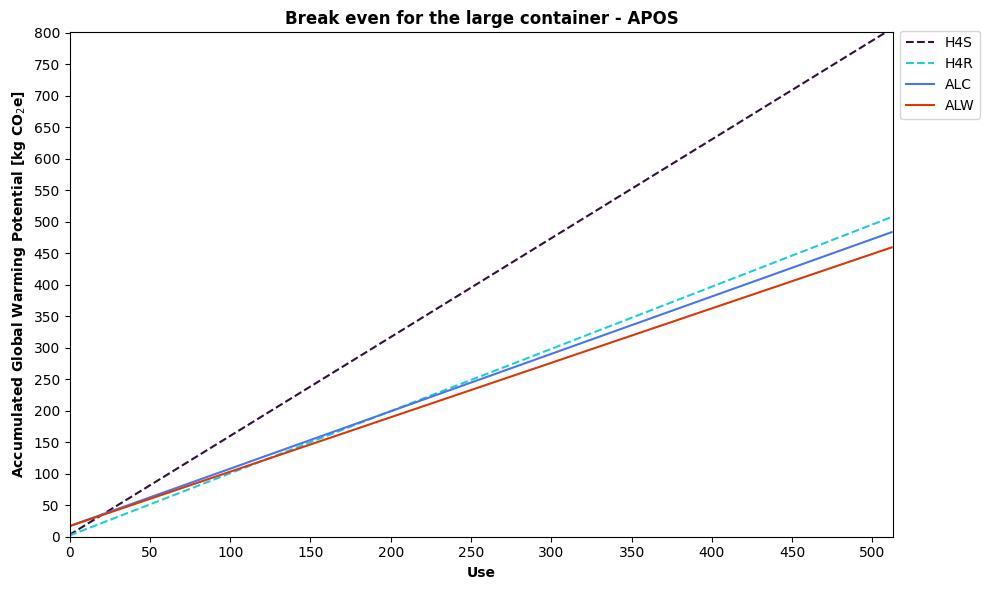 Break even for the large container - APOS
Accumulated Global Warming Potential [kg CO₂e]
800
750
700
650
600
550
500
450
400
350
300
250
200
150
100
50
0
0 50 100 150 200 250 300 350 400 450 500
Use
H4S
H4R
ALC
ALW